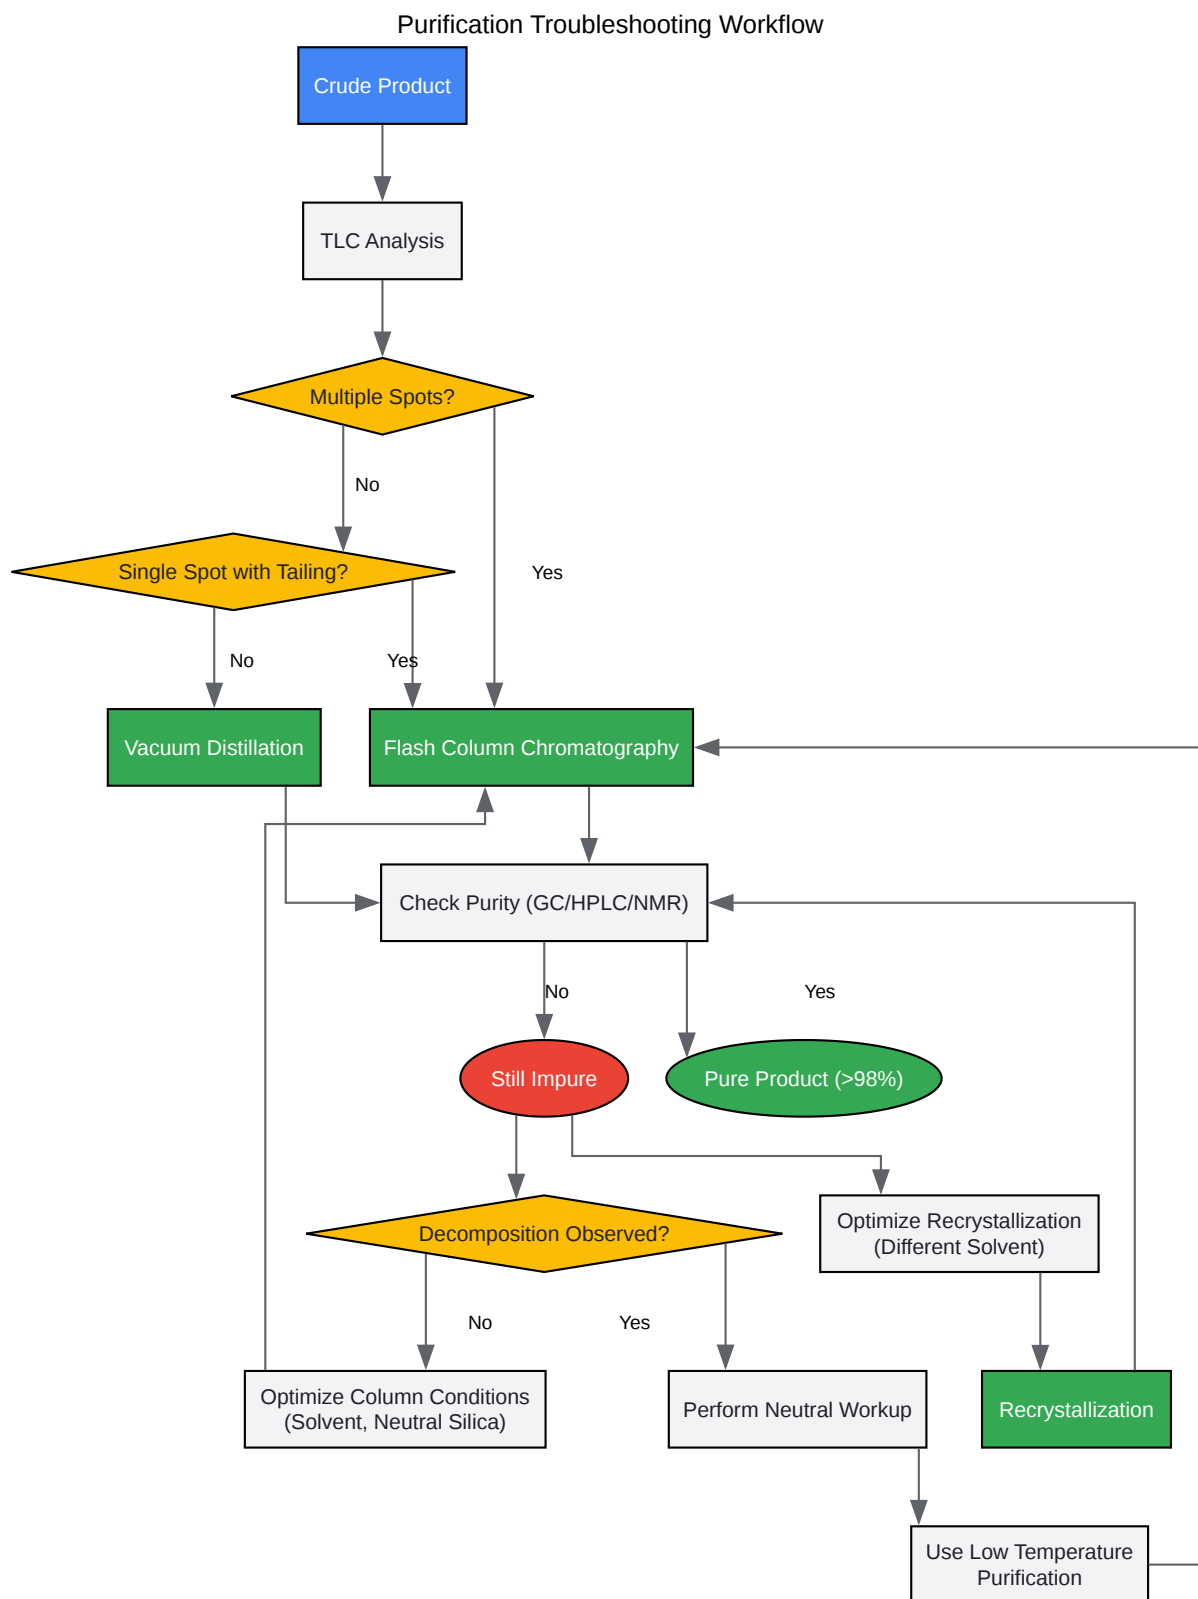 Purification Troubleshooting Workflow
Crude Product
TLC Analysis
Multiple Spots?
No
Single Spot with Tailing?
Yes
No
Yes
Vacuum Distillation
Flash Column Chromatography
Check Purity (GC/HPLC/NMR)
No
Yes
Still Impure
Pure Product (>98%)
Decomposition Observed?
Optimize Recrystallization
(Different Solvent)
No
Yes
Optimize Column Conditions
(Solvent, Neutral Silica)
Perform Neutral Workup
Recrystallization
Use Low Temperature
Purification